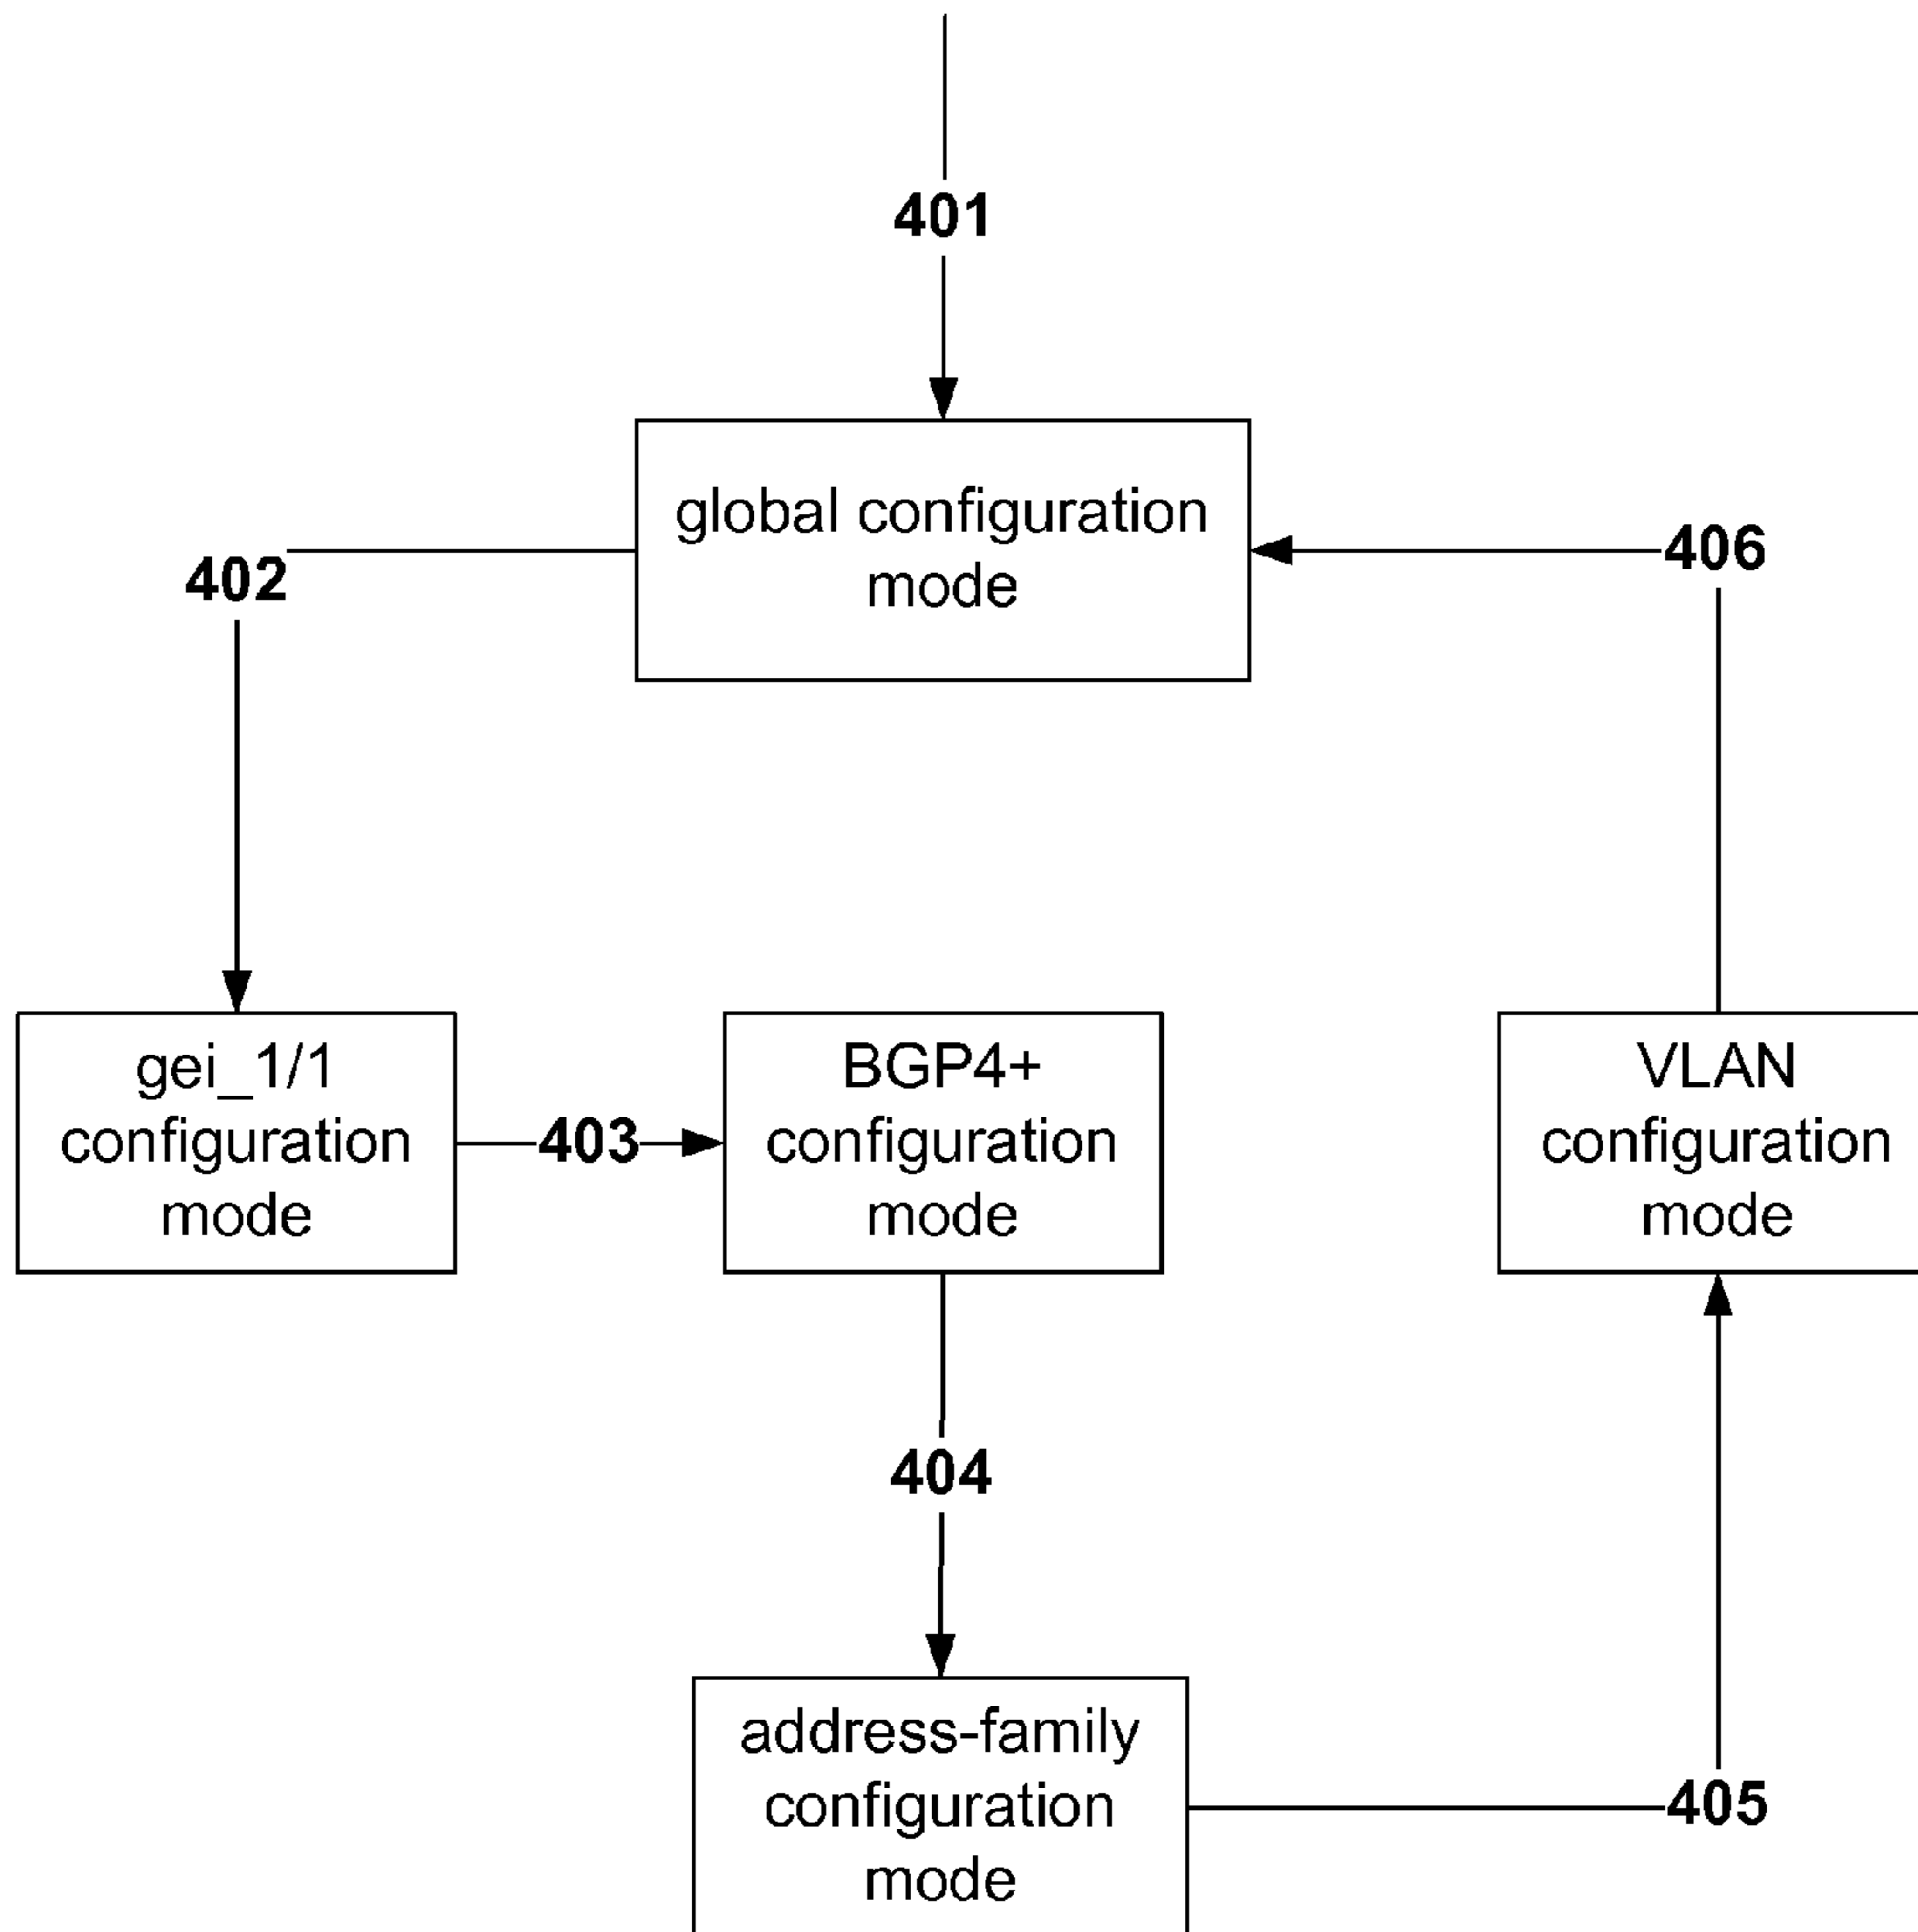 401
global configuration
mode
402
406
gei_1/1
configuration
mode
403
BGP4+
configuration
mode
VLAN
configuration
mode
404
address-family
configuration
mode
405